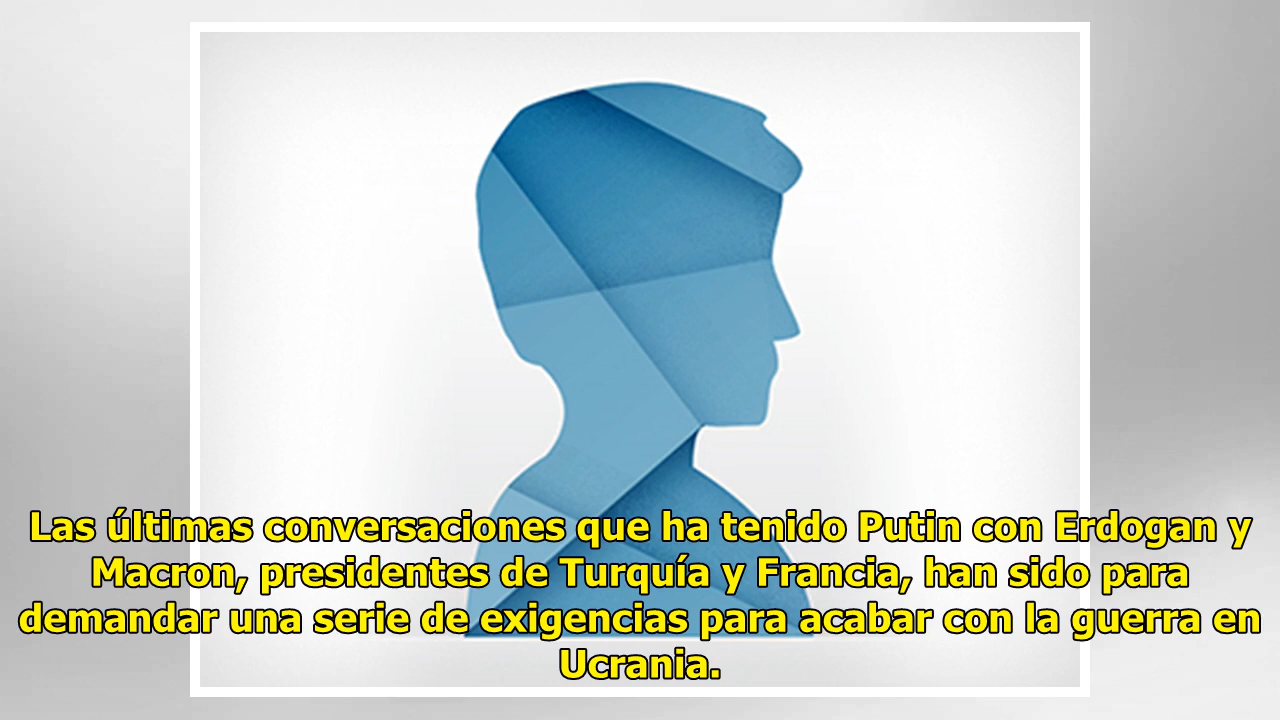 Las últimas conversaciones que ha tenido Putin con Erdogan y
Macron, presidentes de Turquía y Francia, han sido para
demandar una serie de exigencias para acabar con la guerra en
Ucrania.